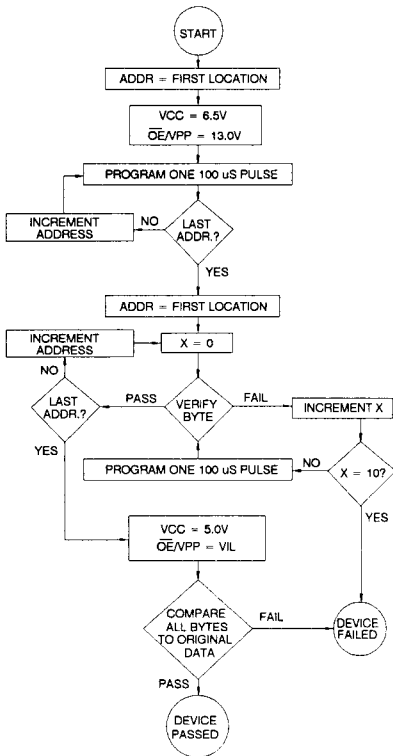 START
ADDR = FIRST LOCATION
VCC = 6.5V
O̅E̅/VPP = 13.0V
PROGRAM ONE 100 uS PULSE
INCREMENT
ADDRESS
NO
LAST
ADDR.?
YES
ADDR = FIRST LOCATION
INCREMENT
ADDRESS
X = 0
NO
LAST
ADDR.?
PASS
VERIFY
BYTE
FAIL
INCREMENT X
YES
PROGRAM ONE 100 uS PULSE
NO
X = 10?
YES
VCC = 5.0V
O̅E̅/VPP = VIL
COMPARE
ALL BYTES
TO ORIGINAL
DATA
FAIL
DEVICE
FAILED
PASS
DEVICE
PASSED